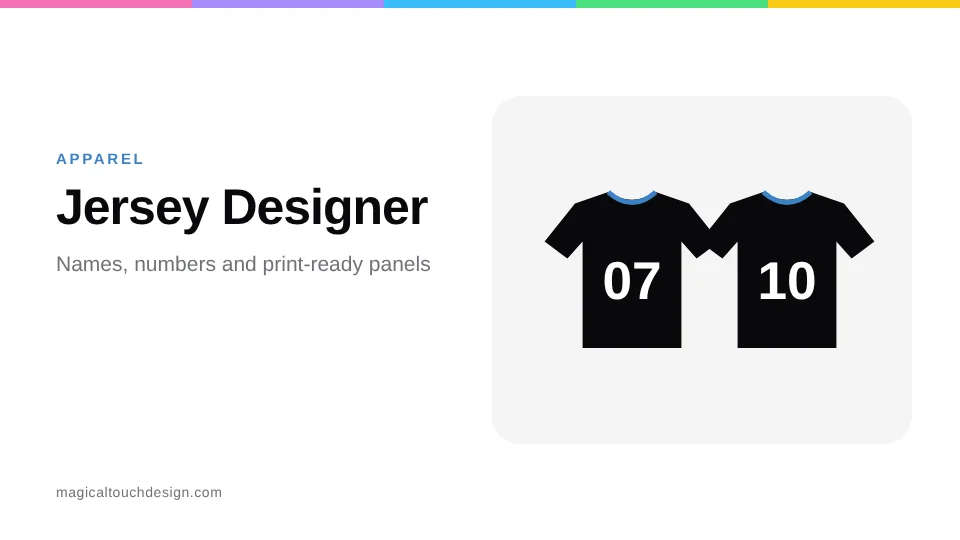 APPAREL
Jersey Designer
Names, numbers and print-ready panels
07 10
magicaltouchdesign.com